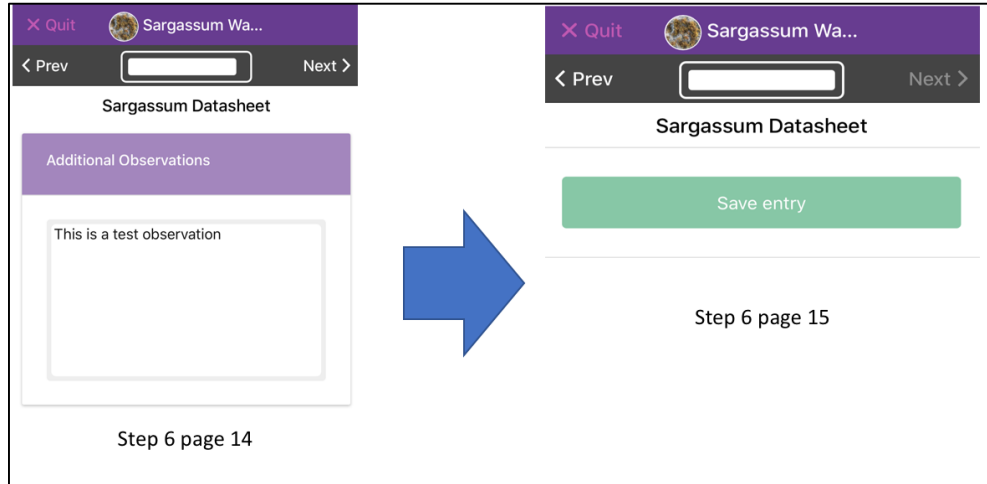 ✕ Quit Sargassum Wa...
< Prev Next >
Sargassum Datasheet
Additional Observations
This is a test observation
Step 6 page 14
✕ Quit Sargassum Wa...
< Prev Next >
Sargassum Datasheet
Save entry
Step 6 page 15